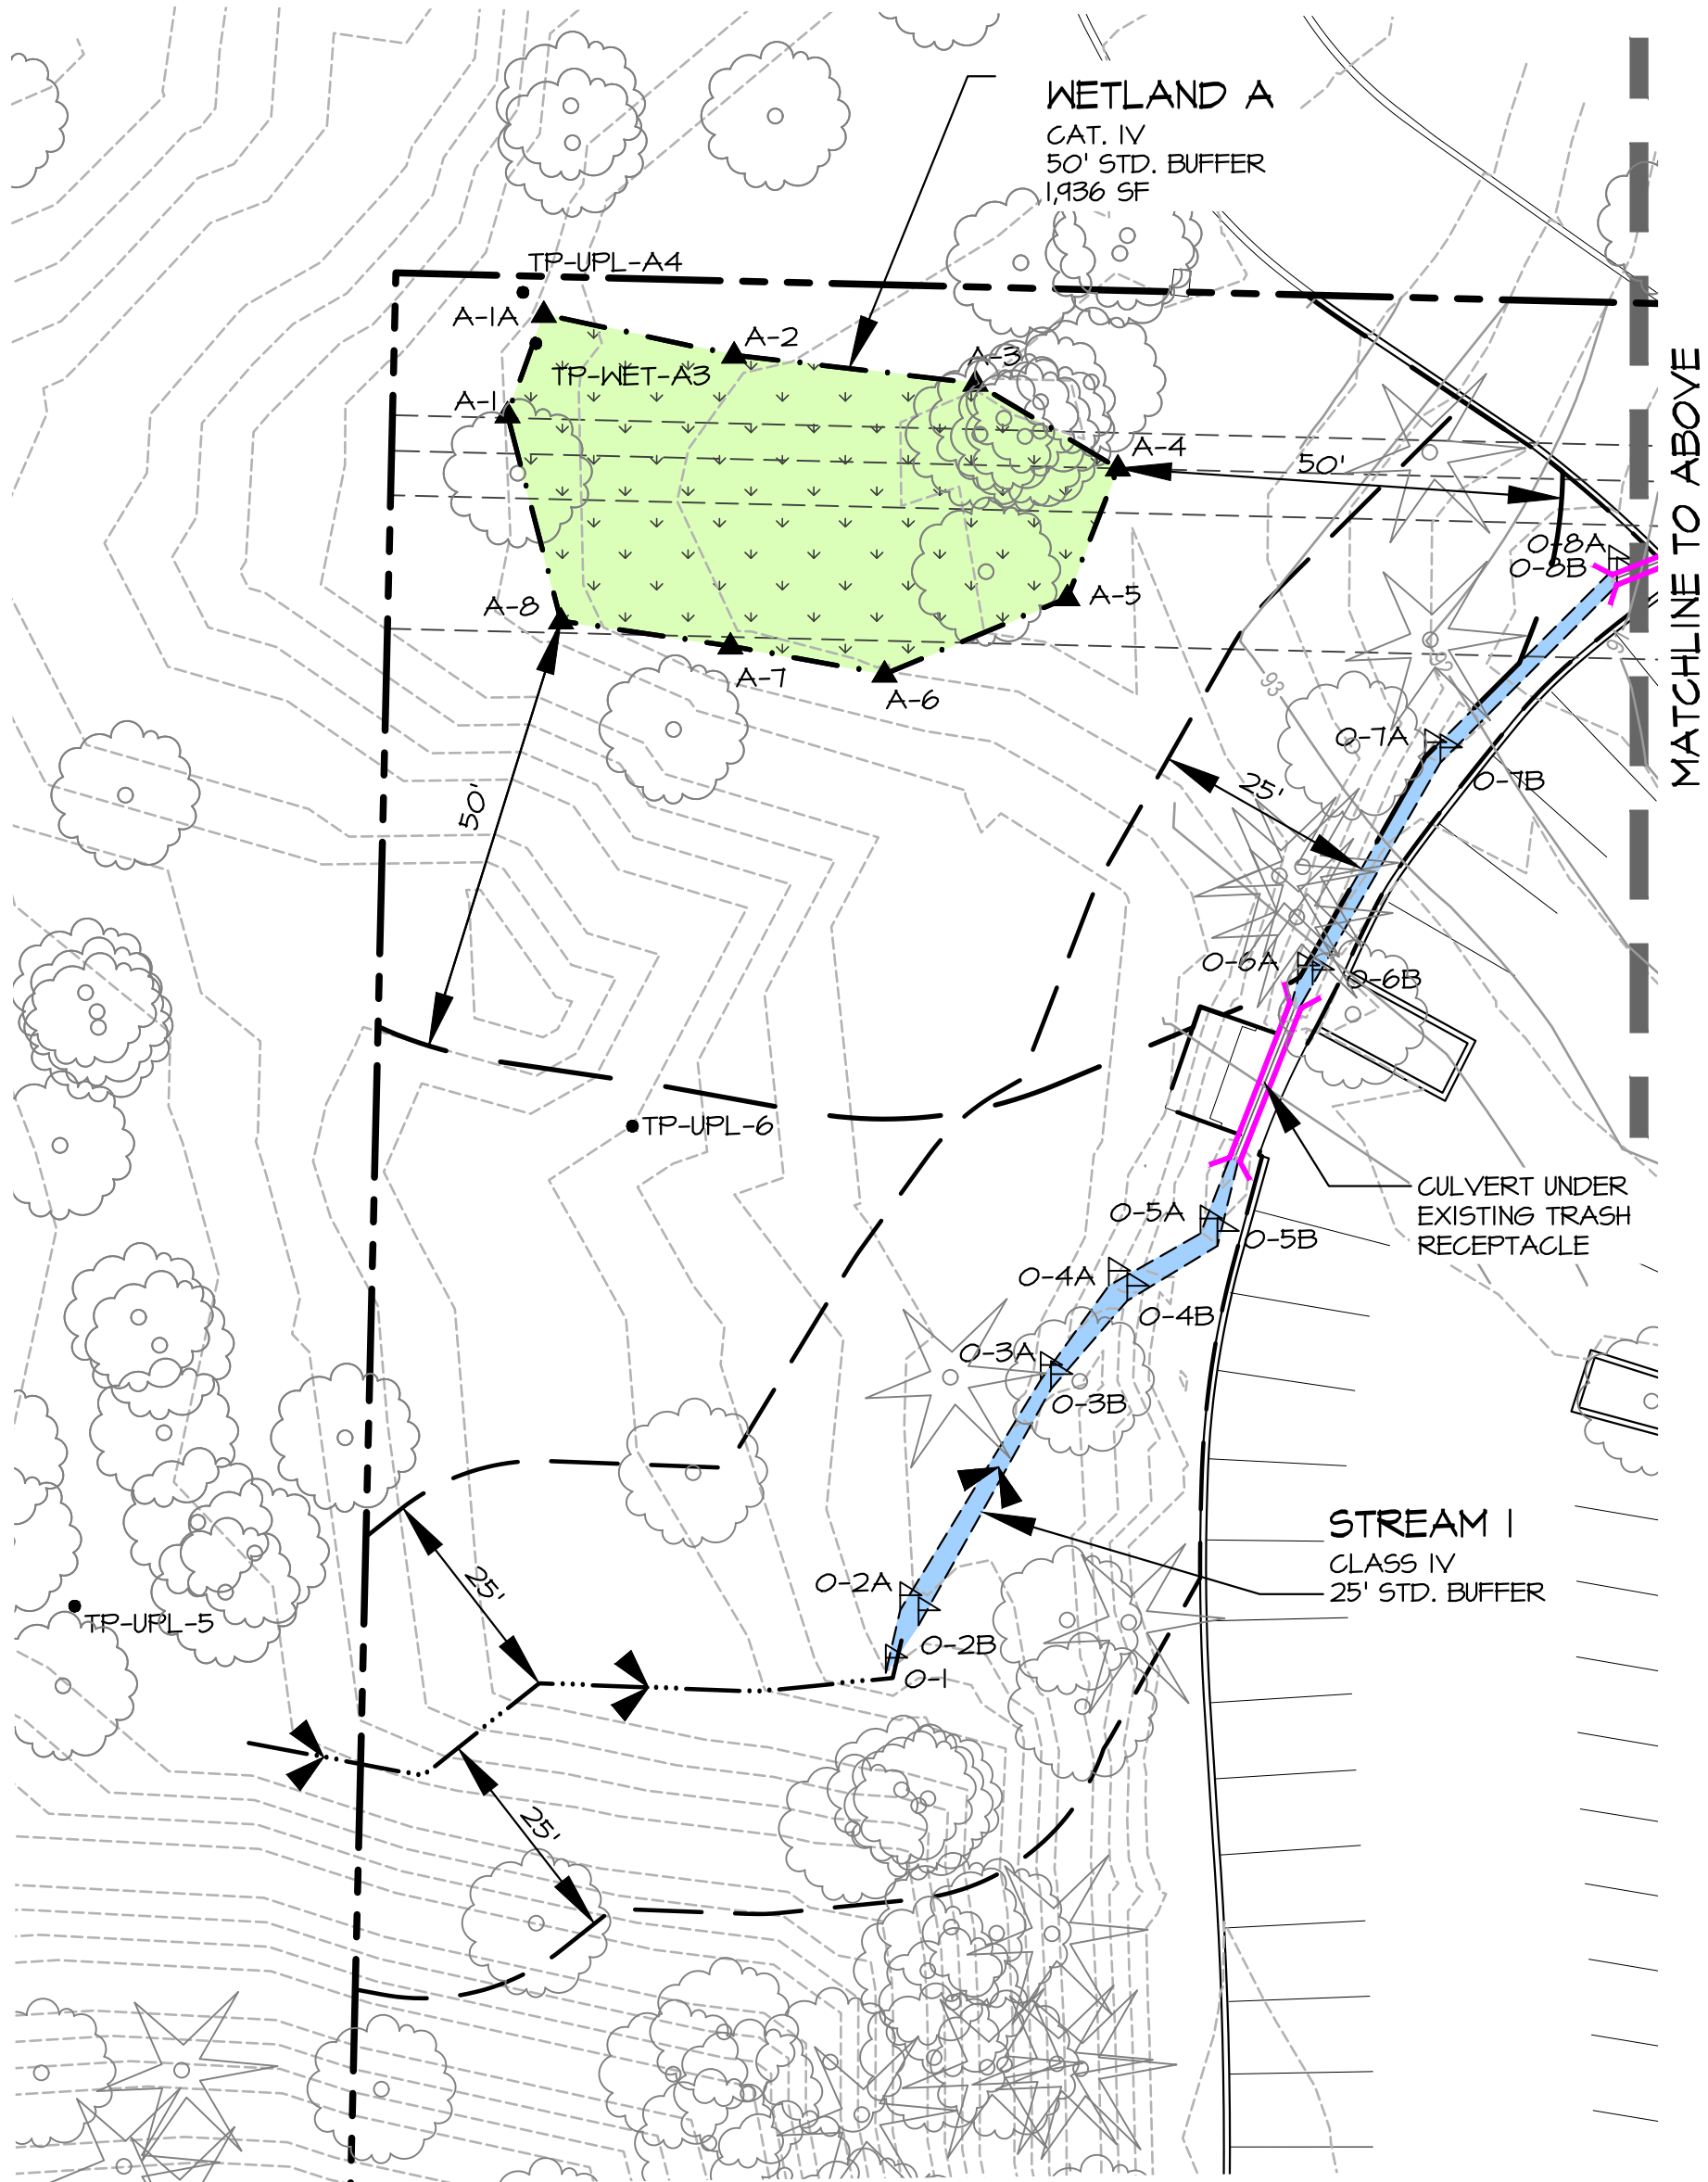 WETLAND A
CAT. IV
50' STD. BUFFER
1,936 SF
TP-UPL-A4
A-1A
A-2
A-3
TP-WET-A3
A-1
A-4
50'
MATCHLINE TO ABOVE
O-8A
O-8B
A-5
A-8
A-7
A-6
93
92
O-7A
O-7B
25'
50'
O-6A
O-6B
TP-UPL-6
CULVERT UNDER
EXISTING TRASH
RECEPTACLE
O-5A
O-5B
O-4A
O-4B
O-3A
O-3B
STREAM 1
CLASS IV
25' STD. BUFFER
O-2A
25'
TP-UPL-5
O-2B
O-1
25'